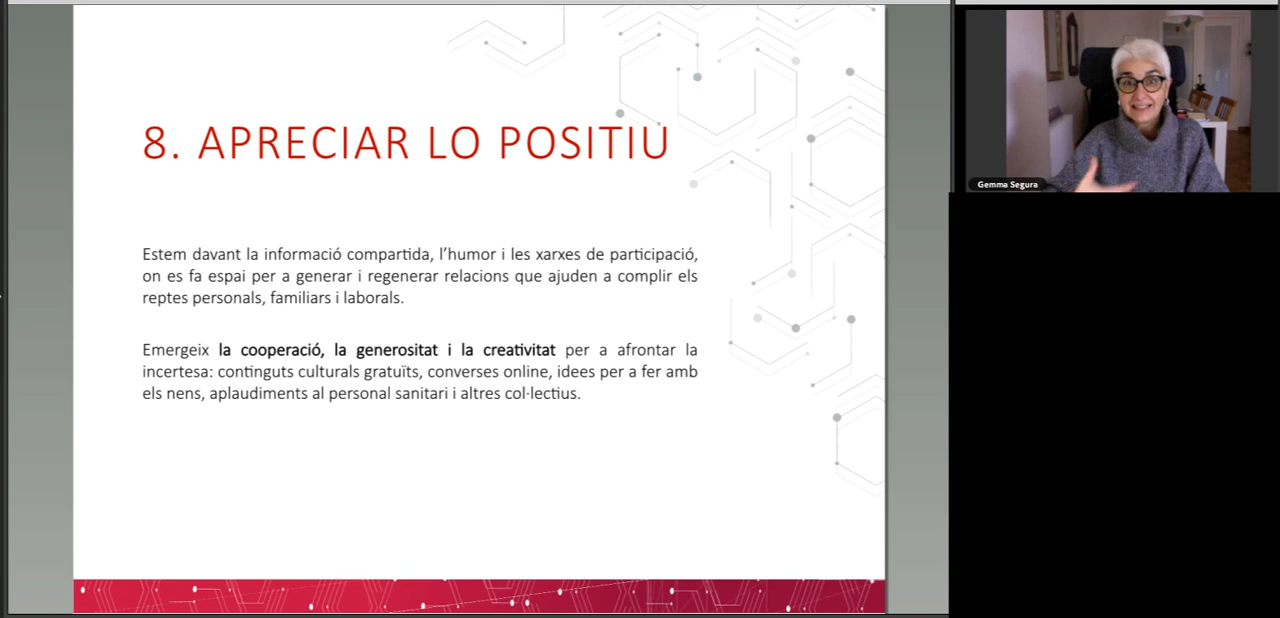 8. APRECIAR LO POSITIU
Estem davant la informació compartida, l'humor i les xarxes de participació,
on es fa espai per a generar i regenerar relacions que ajuden a complir els
reptes personals, familiars i laborals.
Emergeix la cooperació, la generositat i la creativitat per a afrontar la
incertesa: continguts culturals gratuïts, converses online, idees per a fer amb
els nens, aplaudiments al personal sanitari i altres col·lectius.
Gemma Segura